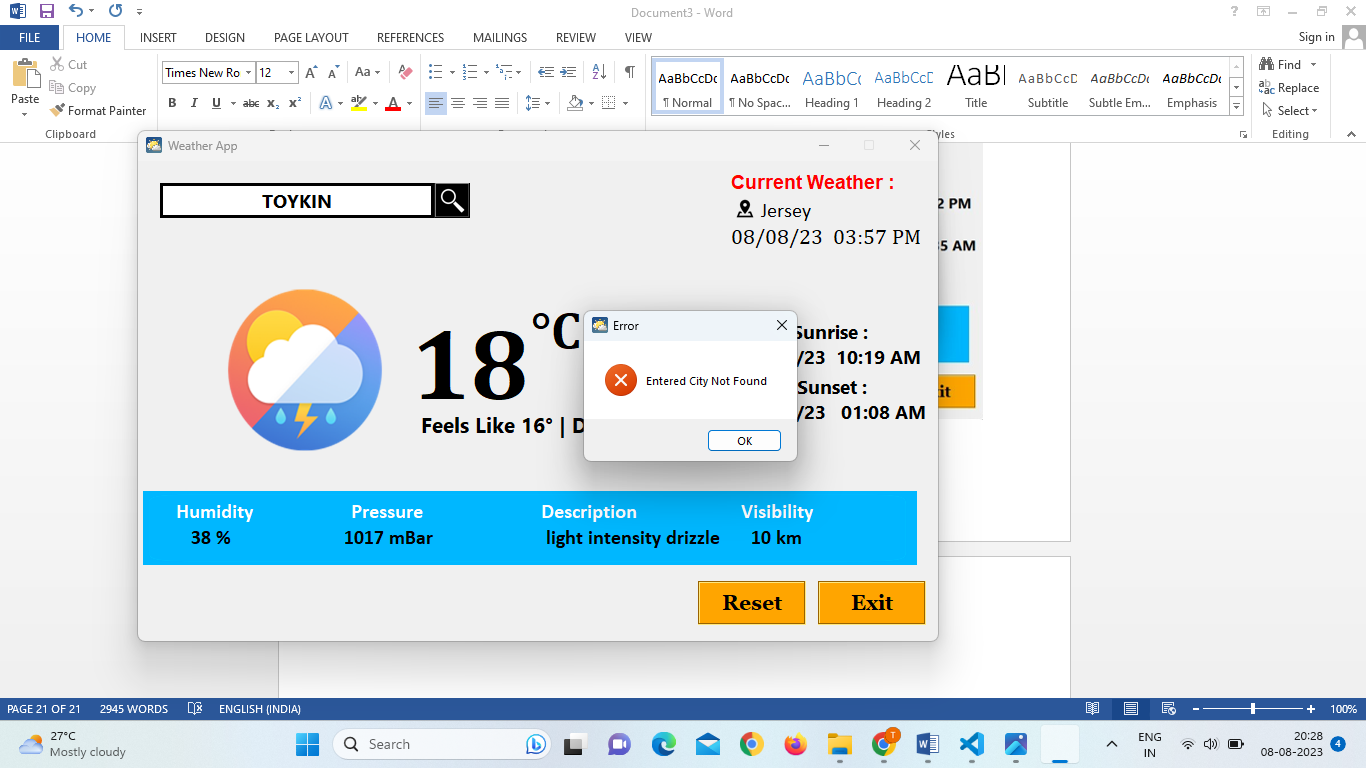 Document3 - Word
FILE HOME INSERT DESIGN PAGE LAYOUT REFERENCES MAILINGS REVIEW VIEW Sign in
Paste
Cut
Copy
Format Painter
Clipboard
Times New Ro 12
AaBbCcDc ¶ Normal
AaBbCcDc ¶ No Spac...
AaBbCc Heading 1
AaBbCcD Heading 2
AaBI Title
AaBbCcD Subtitle
AaBbCcDc Subtle Em...
AaBbCcDc Emphasis
Find
Replace
Select
Editing
Weather App
TOYKIN
Current Weather :
Jersey
08/08/23 03:57 PM
2 PM
35 AM
18 °C
Feels Like 16° | D
Sunrise :
/23 10:19 AM
Sunset :
/23 01:08 AM
Error
Entered City Not Found
OK
Humidity Pressure Description Visibility
38 % 1017 mBar light intensity drizzle 10 km
Reset Exit
PAGE 21 OF 21 2945 WORDS ENGLISH (INDIA) 100%
27°C
Mostly cloudy
Search
ENG
IN
20:28
08-08-2023
4